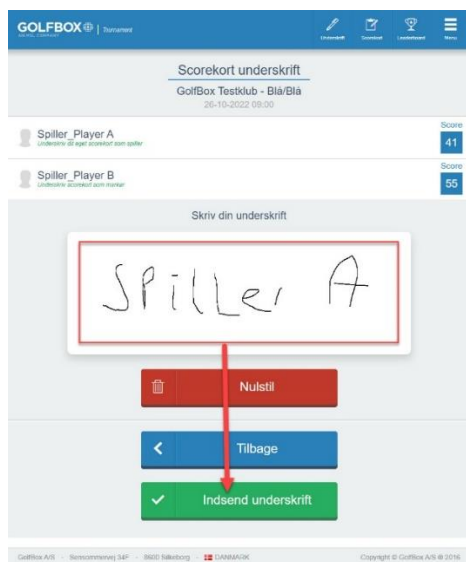 GOLFBOX | Tournament
Underskrift Scorekort Leaderboard Menu
Scorekort underskrift
GolfBox Testklub - Blå/Blå
26-10-2022 09:00
Spiller_Player A
Underskriv dit eget scorekort som spiller
Score
41
Spiller_Player B
Underskriv scorekort som markør
Score
55
Skriv din underskrift
Spiller A
Nulstil
Tilbage
Indsend underskrift
GolfBox A/S - 8600 Silkeborg - DANMARK
Copyright © GolfBox A/S © 2016